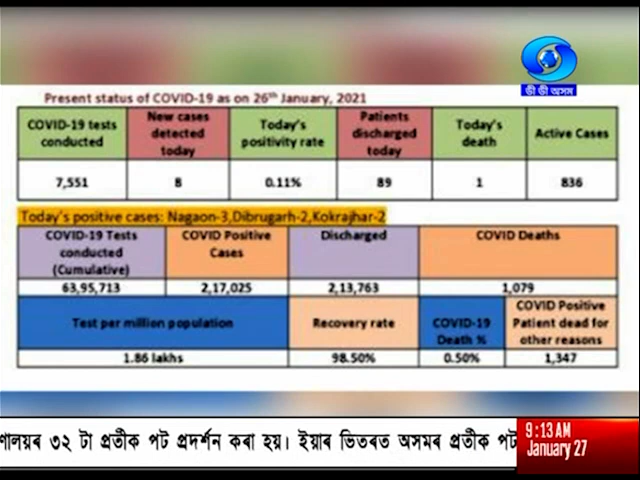 ডী ডী অসম
Present status of COVID-19 as on 26th January, 2021
COVID-19 tests conducted
New cases detected today
Today's positivity rate
Patients discharged today
Today's death
Active Cases
7,551
8
0.11%
89
1
836
Today's positive cases: Nagaon-3,Dibrugarh-2,Kokrajhar-2
COVID-19 Tests conducted (Cumulative)
COVID Positive Cases
Discharged
COVID Deaths
63,95,713
2,17,025
2,13,763
1,079
Test per million population
Recovery rate
COVID-19 Death %
COVID Positive Patient dead for other reasons
1.86 lakhs
98.50%
0.50%
1,347
ৰ ৩২ টা প্ৰতীক পট প্ৰদৰ্শন কৰা হয়। ইয়াৰ ভিতৰত অসমৰ প্ৰতীক পট
9:13 AM
January 27